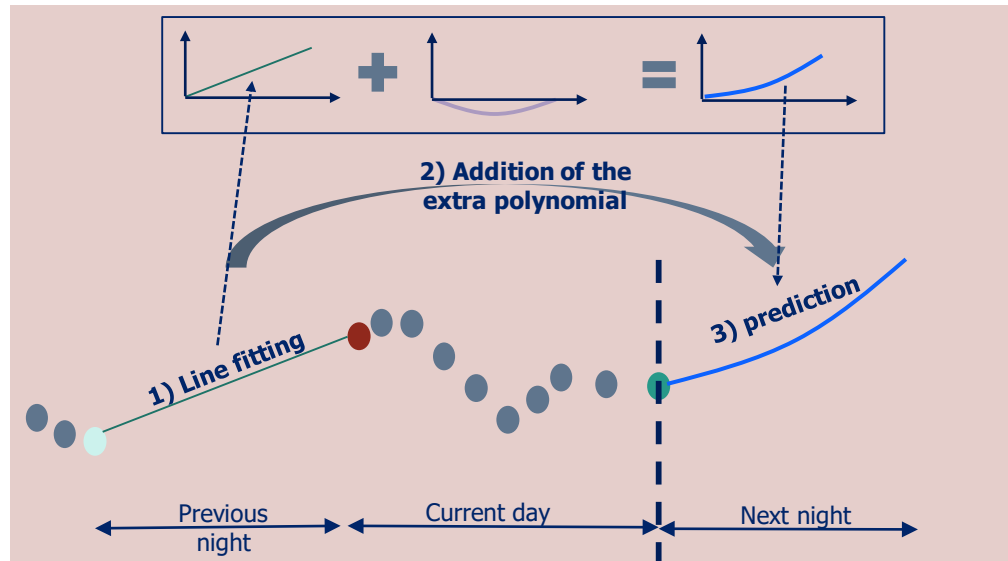 2) Addition of the
extra polynomial
1) Line fitting
3) prediction
Previous
night
Current day
Next night